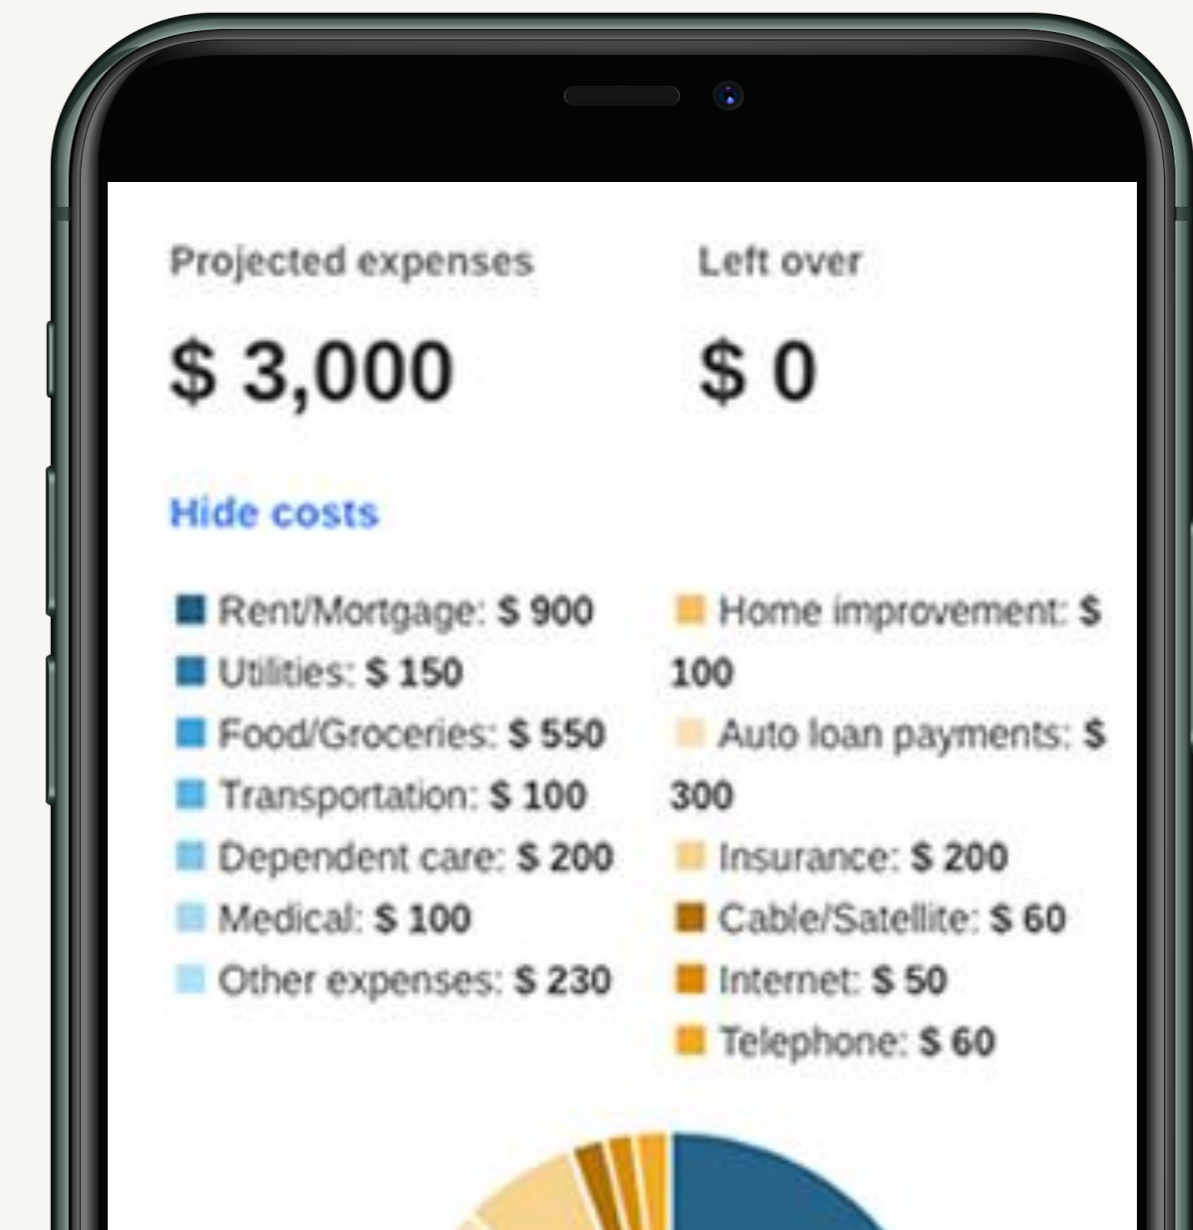 Projected expenses
$ 3,000
Left over
$ 0
Hide costs
Rent/Mortgage: $ 900
Utilities: $ 150
Food/Groceries: $ 550
Transportation: $ 100
Dependent care: $ 200
Medical: $ 100
Other expenses: $ 230
Home improvement: $
100
Auto loan payments: $
300
Insurance: $ 200
Cable/Satellite: $ 60
Internet: $ 50
Telephone: $ 60